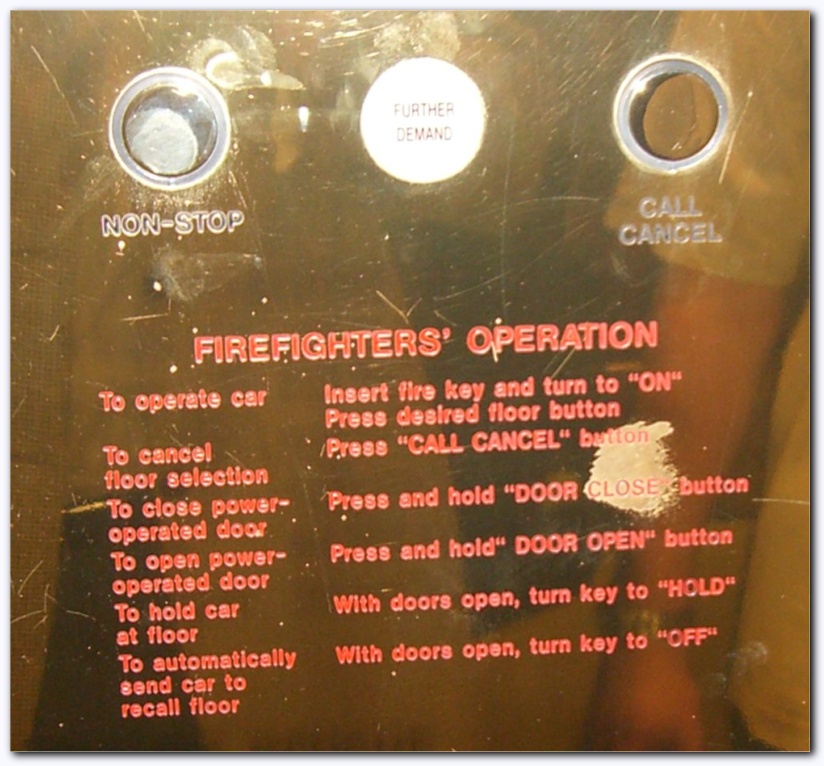 FURTHER
DEMAND
NON-STOP
CALL
CANCEL
FIREFIGHTERS' OPERATION
To operate car
Insert fire key and turn to "ON"
Press desired floor button
To cancel
floor selection
Press "CALL CANCEL" button
To close power-
operated door
Press and hold "DOOR CLOSE" button
To open power-
operated door
Press and hold" DOOR OPEN" button
To hold car
at floor
With doors open, turn key to "HOLD"
To automatically
send car to
recall floor
With doors open, turn key to "OFF"